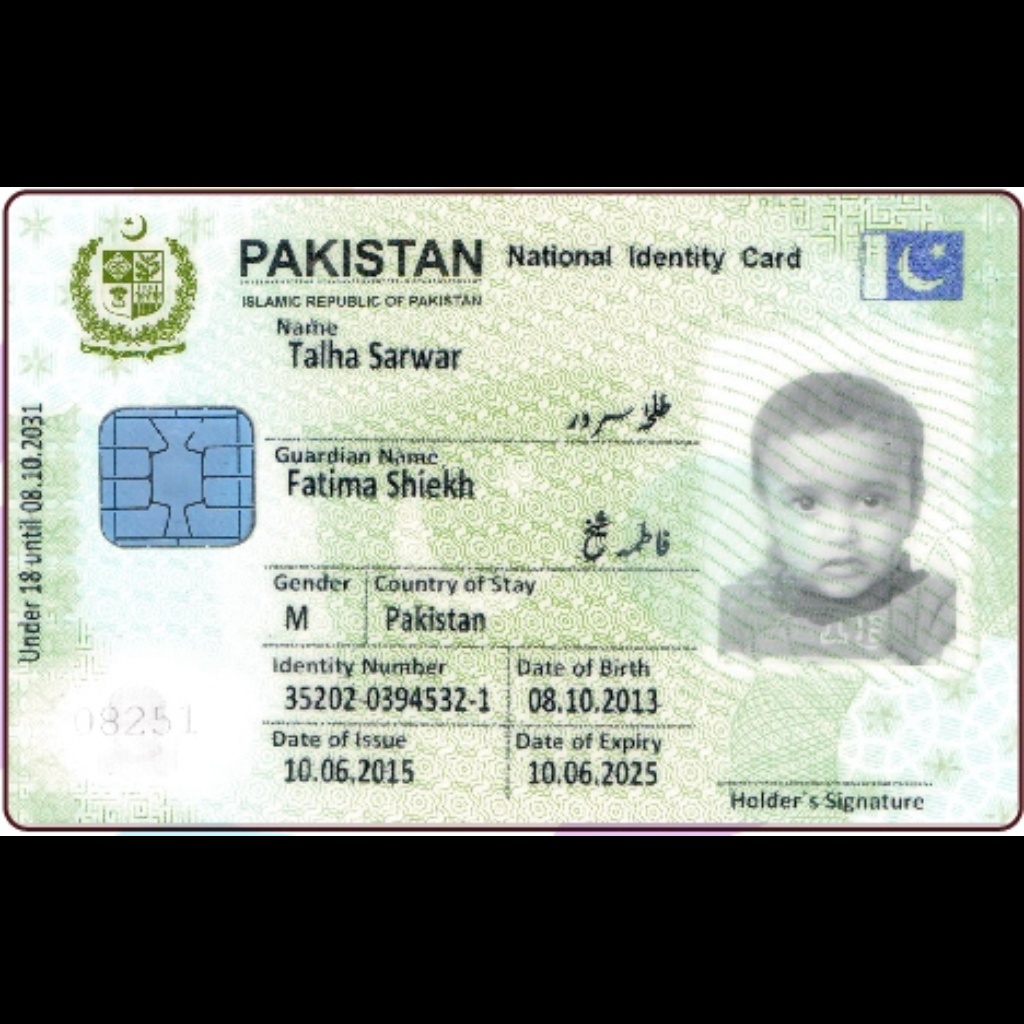 PAKISTAN National Identity Card
ISLAMIC REPUBLIC OF PAKISTAN
Name
Talha Sarwar
طلحہ سرور
Guardian Name
Fatima Shiekh
فاطمہ شیخ
Gender Country of Stay
M Pakistan
Identity Number Date of Birth
35202-0394532-1 08.10.2013
Date of Issue Date of Expiry
10.06.2015 10.06.2025
Holder's Signature
Under 18 until 08.10.2031
08251